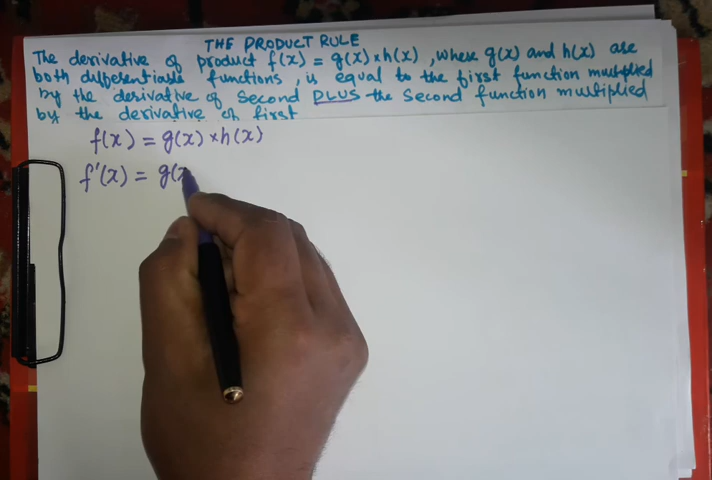 THE PRODUCT RULE
The derivative of product f(x) = g(x)×h(x), where g(x) and h(x) are
both differentiable functions, is equal to the first function multiplied
by the derivative of Second PLUS the Second function multiplied
by the derivative of first
f(x) = g(x) ×h(x)
f'(x) = g(x